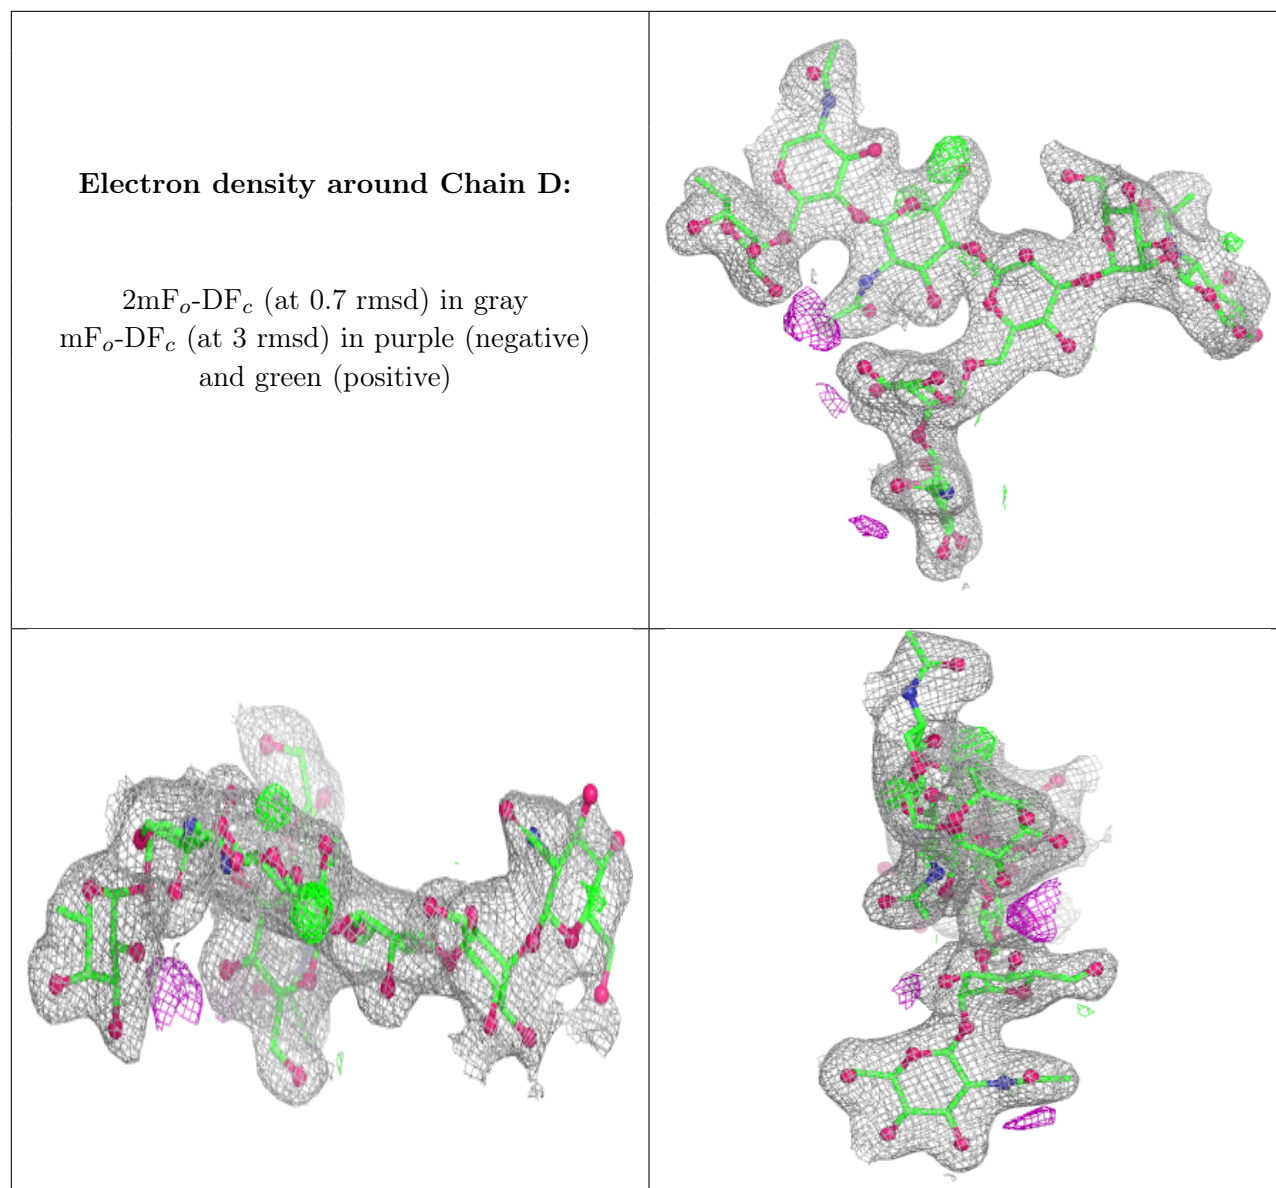 Electron density around Chain D:
2mFₒ-DF𝒸 (at 0.7 rmsd) in gray
mFₒ-DF𝒸 (at 3 rmsd) in purple (negative)
and green (positive)